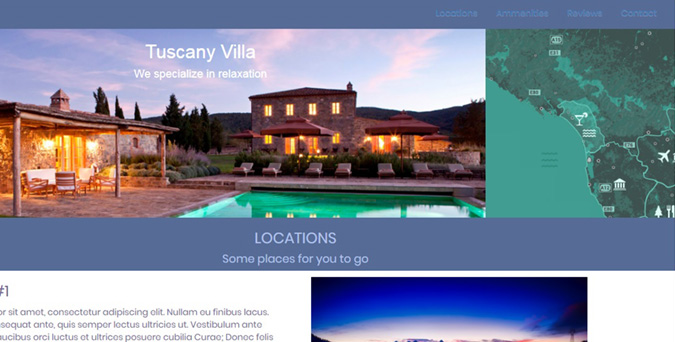 Locations Ammenities Reviews Contact
Tuscany Villa
We specialize in relaxation
LOCATIONS
Some places for you to go
#1
or sit amet, consectetur adipiscing elit. Nullam eu finibus lacus.
sequat ante, quis semper lectus ultricies ut. Vestibulum ante
aucibus orci luctus et ultrices posuere cubilia Curae; Donec felis